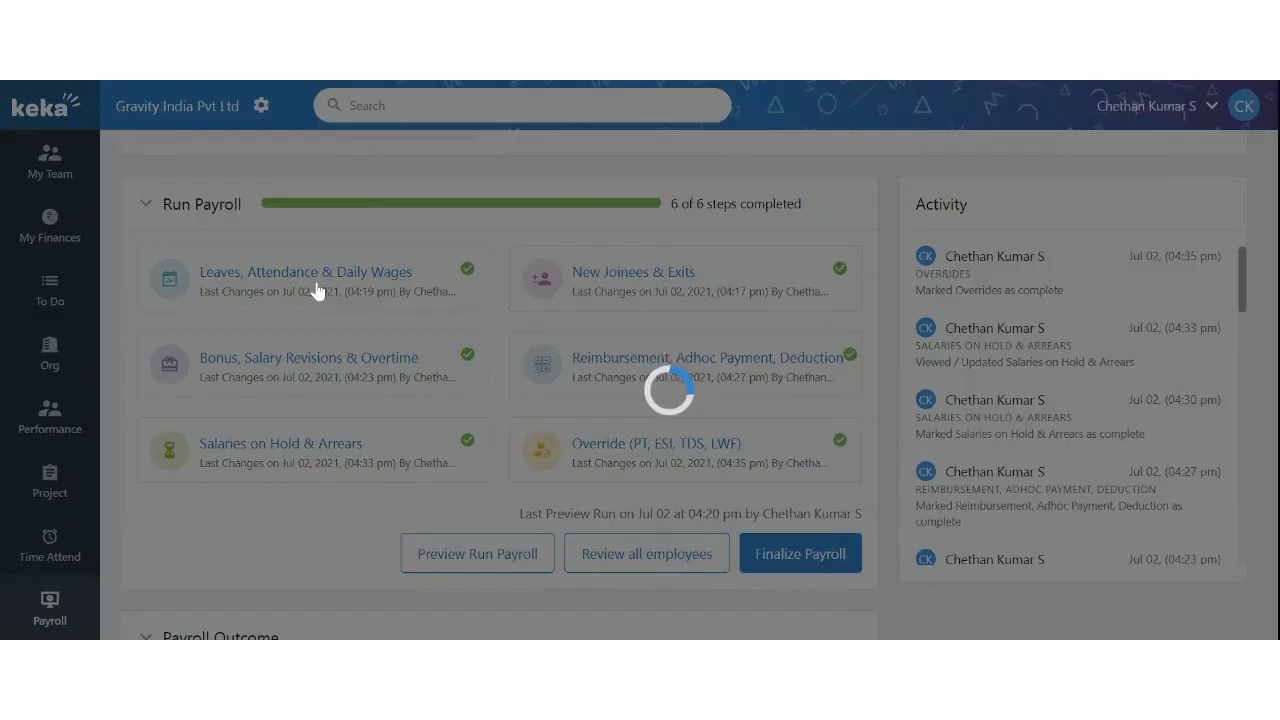 keka
Gravity India Pvt Ltd
Search
Chethan Kumar S
CK
My Team
My Finances
To Do
Org
Performance
Project
Time Attend
Payroll
Run Payroll
6 of 6 steps completed
Leaves, Attendance & Daily Wages
Last Changes on Jul 02, 2021, (04:19 pm) By Chetha...
New Joinees & Exits
Last Changes on Jul 02, 2021, (04:17 pm) By Chetha...
Bonus, Salary Revisions & Overtime
Last Changes on Jul 02, 2021, (04:23 pm) By Chetha...
Reimbursement, Adhoc Payment, Deduction
Last Changes on Jul 02, 2021, (04:27 pm) By Chethan...
Salaries on Hold & Arrears
Last Changes on Jul 02, 2021, (04:33 pm) By Chetha...
Override (PT, ESI, TDS, LWF)
Last Changes on Jul 02, 2021, (04:35 pm) By Chetha...
Last Preview Run on Jul 02 at 04:20 pm by Chethan Kumar S
Preview Run Payroll
Review all employees
Finalize Payroll
Payroll Outcome
Activity
CK Chethan Kumar S Jul 02, (04:35 pm)
OVERRIDES
Marked Overrides as complete
CK Chethan Kumar S Jul 02, (04:33 pm)
SALARIES ON HOLD & ARREARS
Viewed / Updated Salaries on Hold & Arrears
CK Chethan Kumar S Jul 02, (04:30 pm)
SALARIES ON HOLD & ARREARS
Marked Salaries on Hold & Arrears as complete
CK Chethan Kumar S Jul 02, (04:27 pm)
REIMBURSEMENT, ADHOC PAYMENT, DEDUCTION
Marked Reimbursement, Adhoc Payment, Deduction as
complete
CK Chethan Kumar S Jul 02, (04:23 pm)